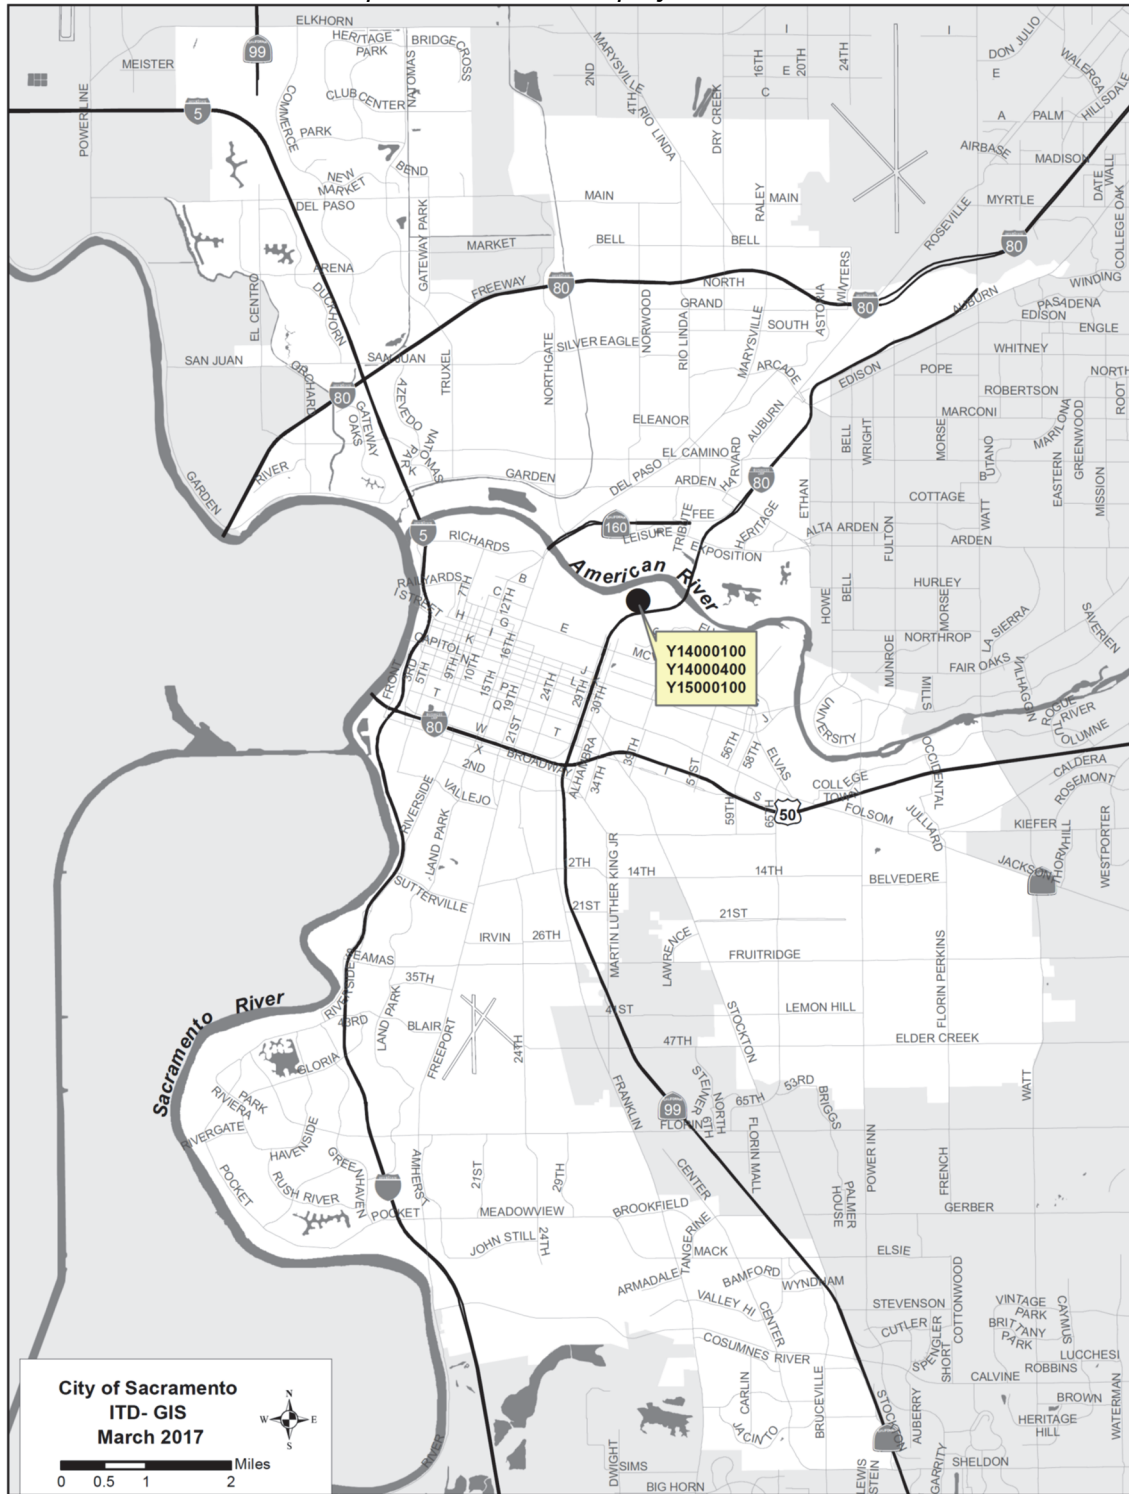 ELKHORN
99
HERITAGE
PARK
BRIDGECROSS
MEISTER
NATOMAS
MARYSVILLE
2ND
4TH
RIO LINDA
DRY CREEK
16TH
E
20TH
24TH
I
I
C
DON JULIO
E
WALERGA
HILLSDALE
POWER LINE
5
COMMERCE
CLUB CENTER
PARK
A
PALM
AIRBASE
MADISON
DATE
WALL
BEND
NEW
MARKET
DEL PASO
GATEWAY PARK
MAIN
RALEY
MAIN
MYRTLE
ROSEVILLE
COLLEGE OAK
MARKET
BELL
BELL
80
ARENA
EL CENTRO
DUCKHORN
FREEWAY
80
NORTH
WINTERS
ASTORIA
80
AUBURN
WINDING
PASADENA
EDISON
ENGLE
NORWOOD
GRAND
RIO LINDA
SOUTH
MARYSVILLE
SAN JUAN
SAN JUAN
TRUXEL
NORTHGATE
SILVER EAGLE
ARCADE
EDISON
WHITNEY
POPE
NORTH
ROBERTSON
ROOT
ORCHARD
80
GATEWAY
OAKS
AZEVEDO
ELEANOR
AUBURN
MARCONI
BELL
WRIGHT
MORSE
MARILONA
GREENWOOD
NATOMAS
PARK
EL CAMINO
BUTANO
EASTERN
MISSION
GARDEN
RIVER
GARDEN
DEL PASO
ARDEN
HARVARD
80
ETHAN
COTTAGE
WATT
5
RICHARDS
160
FEE
LEISURE
TRIBUTE
HERITAGE
EXPOSITION
ALTA ARDEN
FULTON
ARDEN
American River
RAILYARDS
I STREET
7TH
B
C
12TH
G
H
I
K
16TH
E
HOWE
BELL
HURLEY
MORSE
LA SIERRA
SAVERIEN
CAPITOL
N
FRONT
3RD
5TH
9TH
10TH
15TH
P
19TH
Q
24TH
J
L
29TH
30TH
MC
Y14000100
Y14000400
Y15000100
MUNROE
NORTHROP
FAIR OAKS
MILLS
WILHAGGIN
ROGUE
RIVER
TUOLUMNE
T
80
W
X
21ST
T
BROADWAY
2ND
J
UNIVERSITY
56TH
58TH
ELVAS
OCCIDENTAL
CALDERA
ROSEMONT
RIVERSIDE
VALLEJO
ALHAMBRA
34TH
39TH
I
51ST
S
59TH
65TH
50
COLLEGE
TOWN
FOLSOM
JULLIARD
KIEFER
THORNHILL
WESTPORTER
LAND PARK
MARTIN LUTHER KING JR
2TH
14TH
14TH
BELVEDERE
JACKSON
SUTTERVILLE
21ST
21ST
IRVIN
26TH
LAWRENCE
FRUITRIDGE
FLORIN PERKINS
EAMAS
35TH
RIVERSIDE
Sacramento River
43RD
LAND PARK
BLAIR
FREEPORT
24TH
41ST
LEMON HILL
STOCKTON
ELDER CREEK
47TH
GLORIA
WATT
PARK
RIVIERA
RIVERGATE
HAVENSIDE
FRANKLIN
STEINER
NORTH
6TH
65TH
53RD
BRIGGS
99
FLORIN
POCKET
RUSH RIVER
GREENHAVEN
AMHERST
21ST
29TH
CENTER
FLORIN MALL
POWER INN
FRENCH
POCKET
MEADOWVIEW
BROOKFIELD
PALMER
HOUSE
GERBER
JOHN STILL
24TH
TANGERINE
MACK
ELSIE
ARMADALE
BAMFORD
WYNDHAM
COTTONWOOD
VALLEY HI
CENTER
STEVENSON
VINTAGE
PARK
CAYMUS
CUTLER
SPENGLER
SHORT
BRITTANY
PARK
COSUMNES RIVER
LUCCHESI
ROBBINS
CALVINE
City of Sacramento
ITD- GIS
March 2017
N
W
E
S
0
0.5
1
2
Miles
RIVER
CARLIN
BRUCEVILLE
JACINTO
STOCKTON
AUBERRY
BROWN
HERITAGE
HILL
WATERMAN
DWIGHT
SIMS
BIG HORN
LEWIS
STEIN
GARRITY
SHELDON